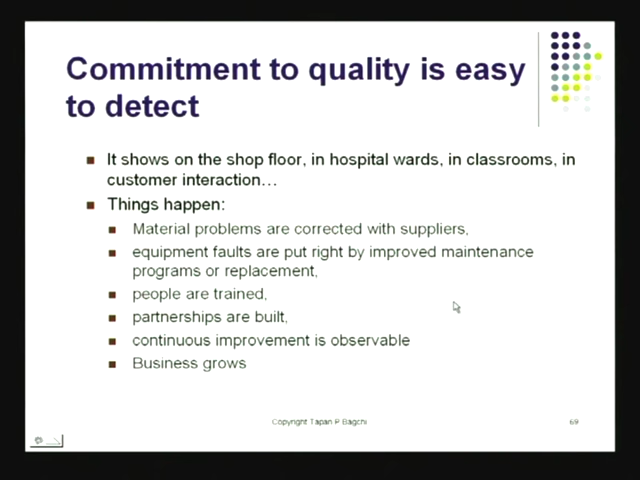 Commitment to quality is easy
to detect
It shows on the shop floor, in hospital wards, in classrooms, in
customer interaction…
Things happen:
Material problems are corrected with suppliers,
equipment faults are put right by improved maintenance
programs or replacement,
people are trained,
partnerships are built,
continuous improvement is observable
Business grows
Copyright Tapan P Bagchi
69